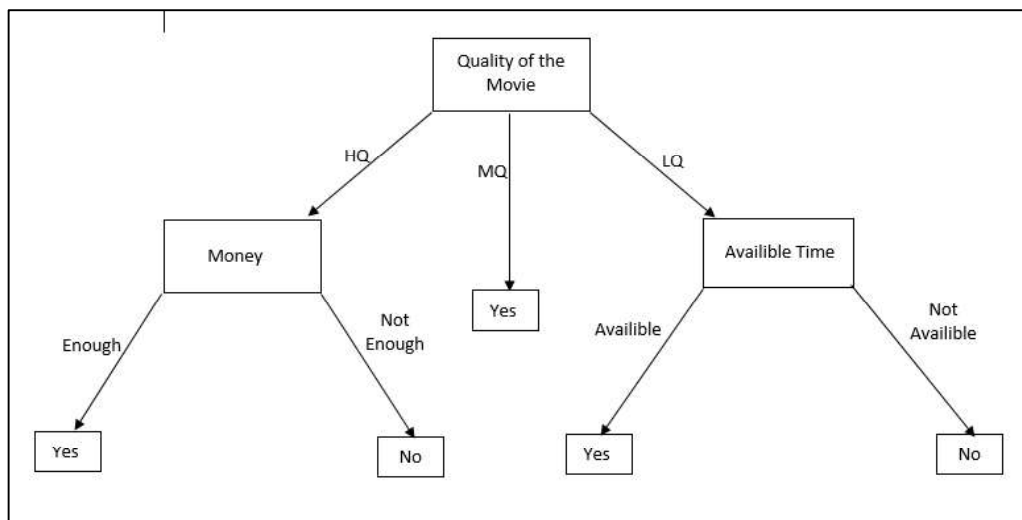 Quality of the
Movie
HQ
MQ
LQ
Money
Availible Time
Yes
Enough
Not
Enough
Availible
Not
Availible
Yes
No
Yes
No